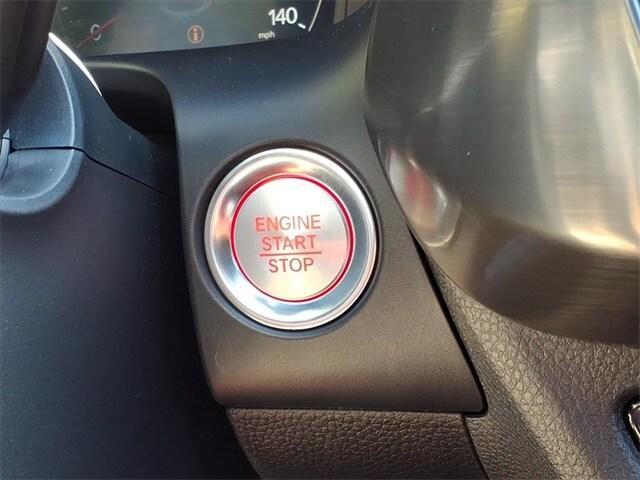 C
140
mph
ENGINE
START
STOP